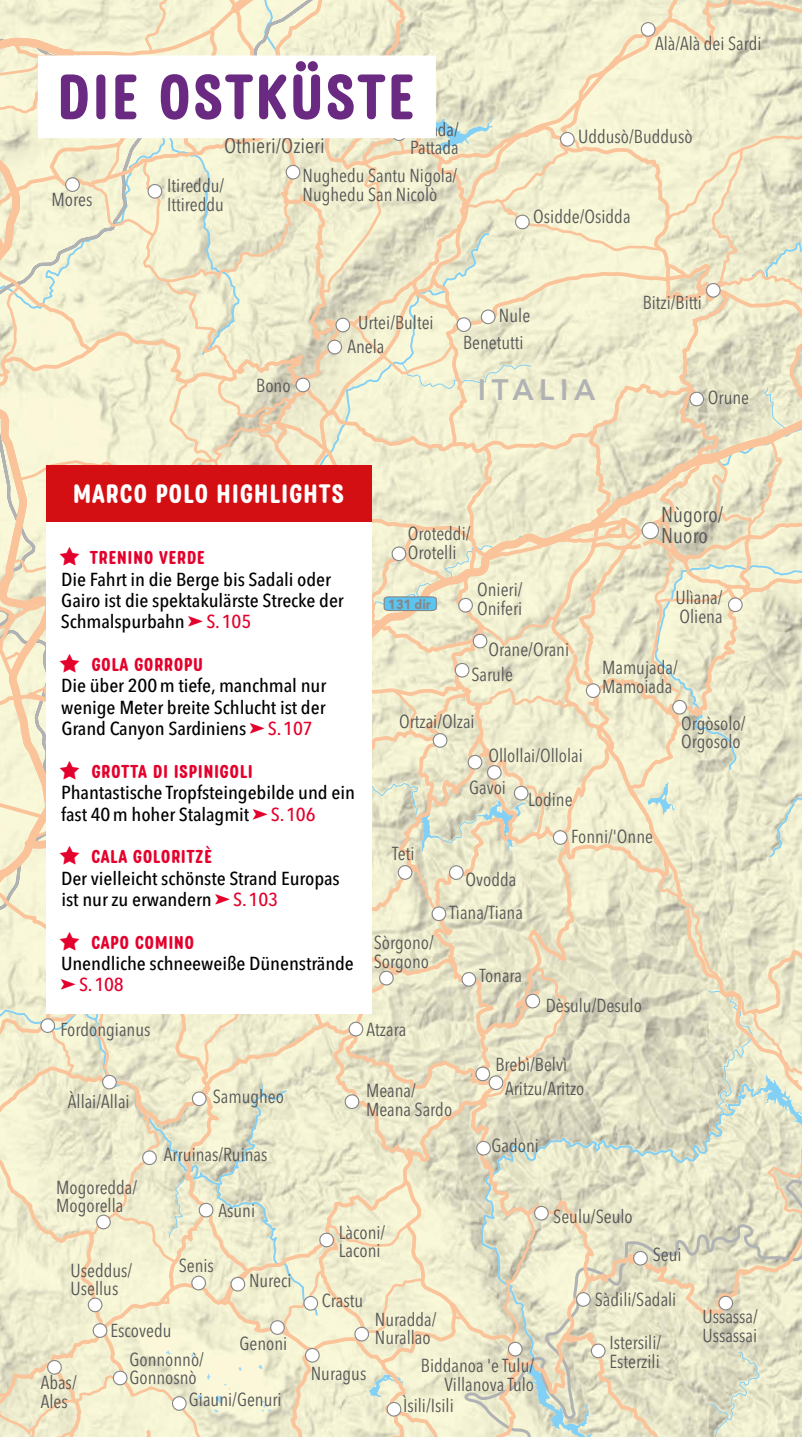 DIE OSTKÜSTE
Alà/Alà dei Sardi
Uddusò/Buddusò
Pattada
Othieri/Ozieri
Nughedu Santu Nigola/
Nughedu San Nicolò
Itireddu/
Ittireddu
Mores
Osidde/Osidda
Bitzi/Bitti
Urtei/Bultei
Nule
Anela
Benetutti
Bono
ITALIA
Orune
MARCO POLO HIGHLIGHTS
TRENINO VERDE
Die Fahrt in die Berge bis Sadali oder
Gairo ist die spektakulärste Strecke der
Schmalspurbahn ➤ S. 105
GOLA GORROPU
Die über 200 m tiefe, manchmal nur
wenige Meter breite Schlucht ist der
Grand Canyon Sardiniens ➤ S. 107
GROTTA DI ISPINIGOLI
Phantastische Tropfsteingebilde und ein
fast 40 m hoher Stalagmit ➤ S. 106
CALA GOLORITZÈ
Der vielleicht schönste Strand Europas
ist nur zu erwandern ➤ S. 103
CAPO COMINO
Unendliche schneeweiße Dünenstrände
➤ S. 108
Nùgoro/
Nuoro
Oroteddi/
Orotelli
131 dir
Onieri/
Oniferi
Ulìana/
Oliena
Orane/Orani
Sarule
Mamujada/
Mamoiada
Orgòsolo/
Orgosolo
Ortzai/Olzai
Ollollai/Ollolai
Gavoi
Lodine
Fonni/'Onne
Teti
Ovodda
Tiana/Tiana
Sòrgono/
Sorgono
Tonara
Dèsulu/Desulo
Fordongianus
Atzara
Brebì/Belvì
Aritzu/Aritzo
Àllai/Allai
Samugheo
Meana/
Meana Sardo
Gadoni
Arruinas/Ruinas
Mogoredda/
Mogorella
Asuni
Seulu/Seulo
Làconi/
Laconi
Seui
Senis
Nureci
Useddus/
Usellus
Crastu
Sàdili/Sadali
Ussassa/
Ussassai
Escovedu
Genoni
Nuradda/
Nurallao
Istersili/
Esterzili
Gonnonnò/
Gonnosnò
Nuragus
Biddanoa 'e Tulu/
Villanova Tulo
Abas/
Ales
Giauni/Genuri
Ìsili/Isili